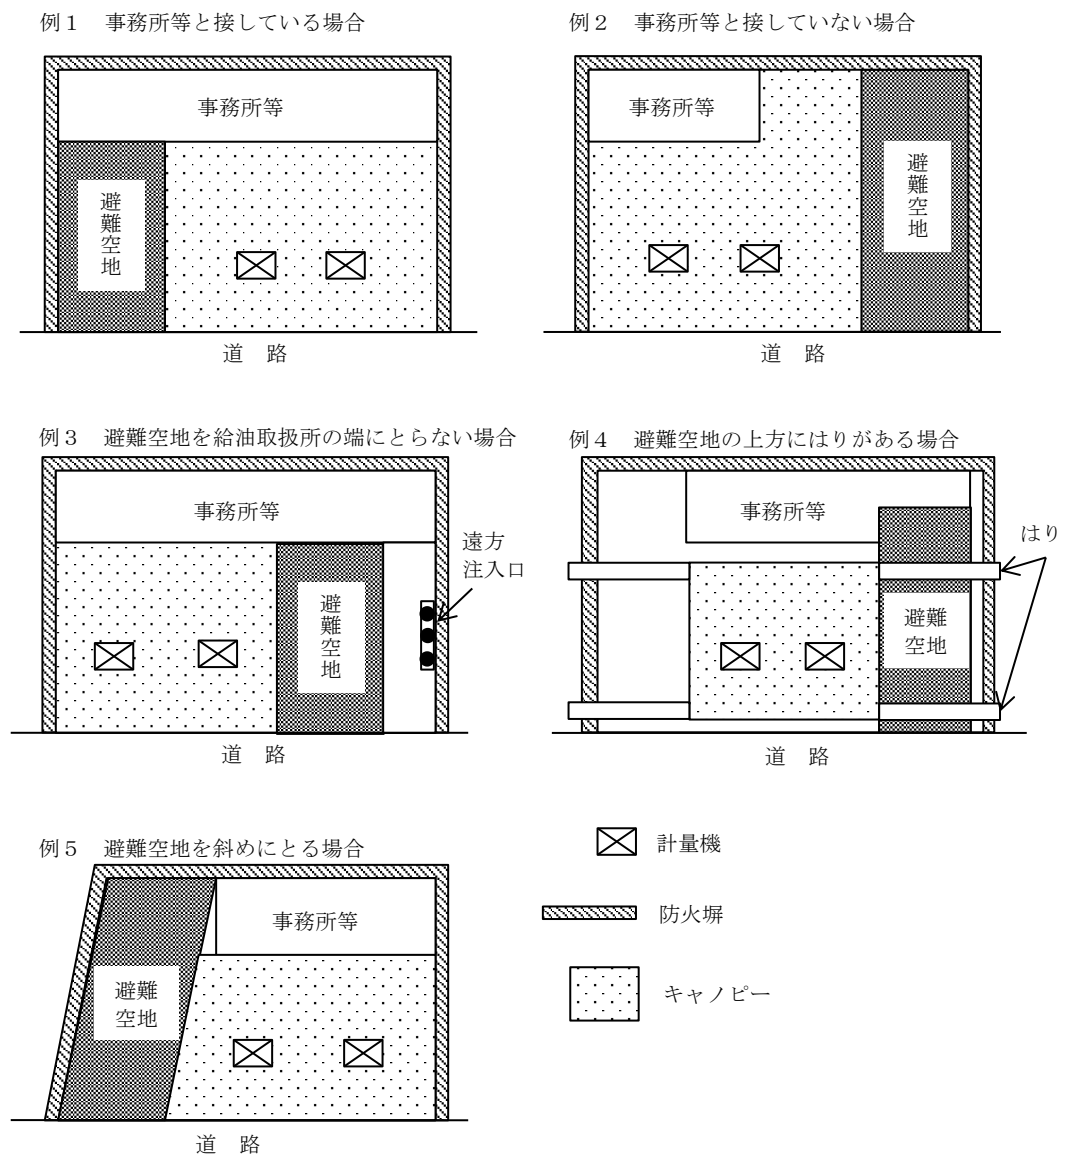 例１　事務所等と接している場合
事務所等
避難空地
道　路
例２　事務所等と接していない場合
事務所等
避難空地
道　路
例３　避難空地を給油取扱所の端にとらない場合
事務所等
遠方
注入口
避難空地
道　路
例４　避難空地の上方にはりがある場合
事務所等
はり
避難
空地
道　路
例５　避難空地を斜めにとる場合
事務所等
避難
空地
道　路
計量機
防火塀
キャノピー